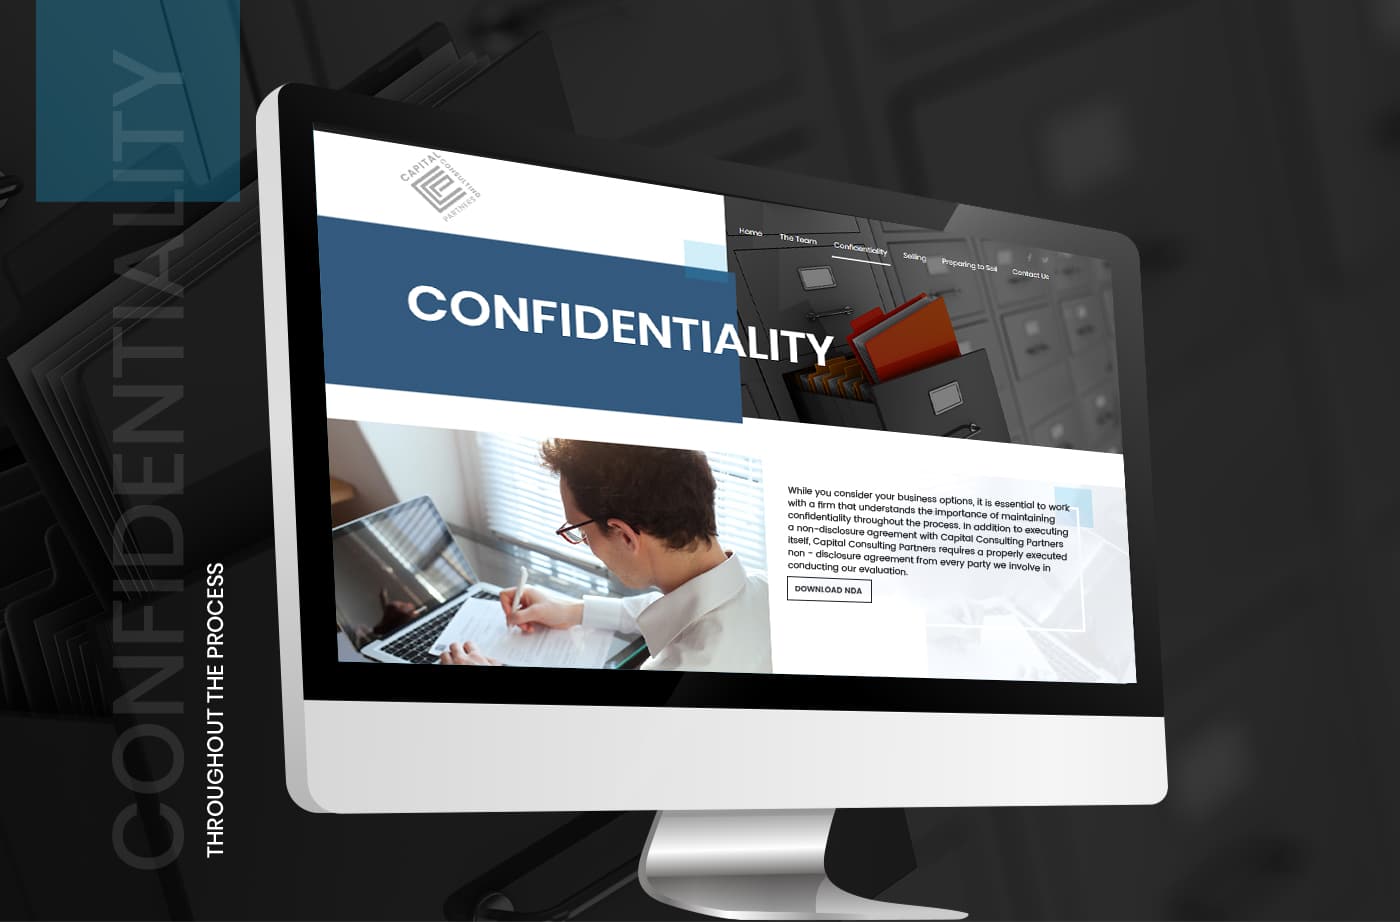 CONFIDENTIALITY
THROUGHOUT THE PROCESS
CAPITAL
CONSULTING
PARTNERS
Home
The Team
Confidentiality
Selling
Preparing to Sell
Contact Us
CONFIDENTIALITY
While you consider your business options, it is essential to work
with a firm that understands the importance of maintaining
confidentiality throughout the process. In addition to executing
a non-disclosure agreement with Capital Consulting Partners
itself, Capital Consulting Partners requires a properly executed
non - disclosure agreement from every party we involve in
conducting our evaluation.
DOWNLOAD NDA